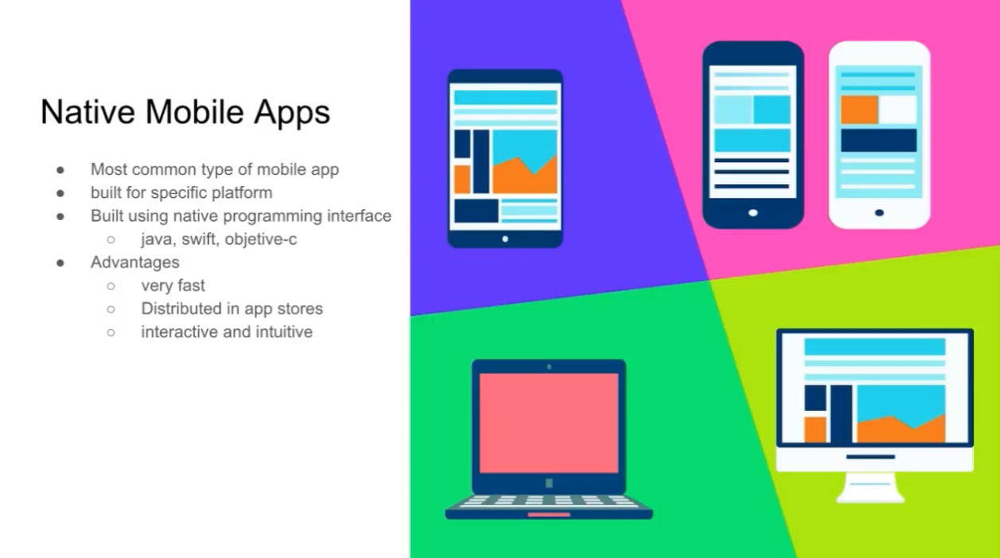 Native Mobile Apps
● Most common type of mobile app
● built for specific platform
● Built using native programming interface
○ java, swift, objetive-c
● Advantages
○ very fast
○ Distributed in app stores
○ interactive and intuitive